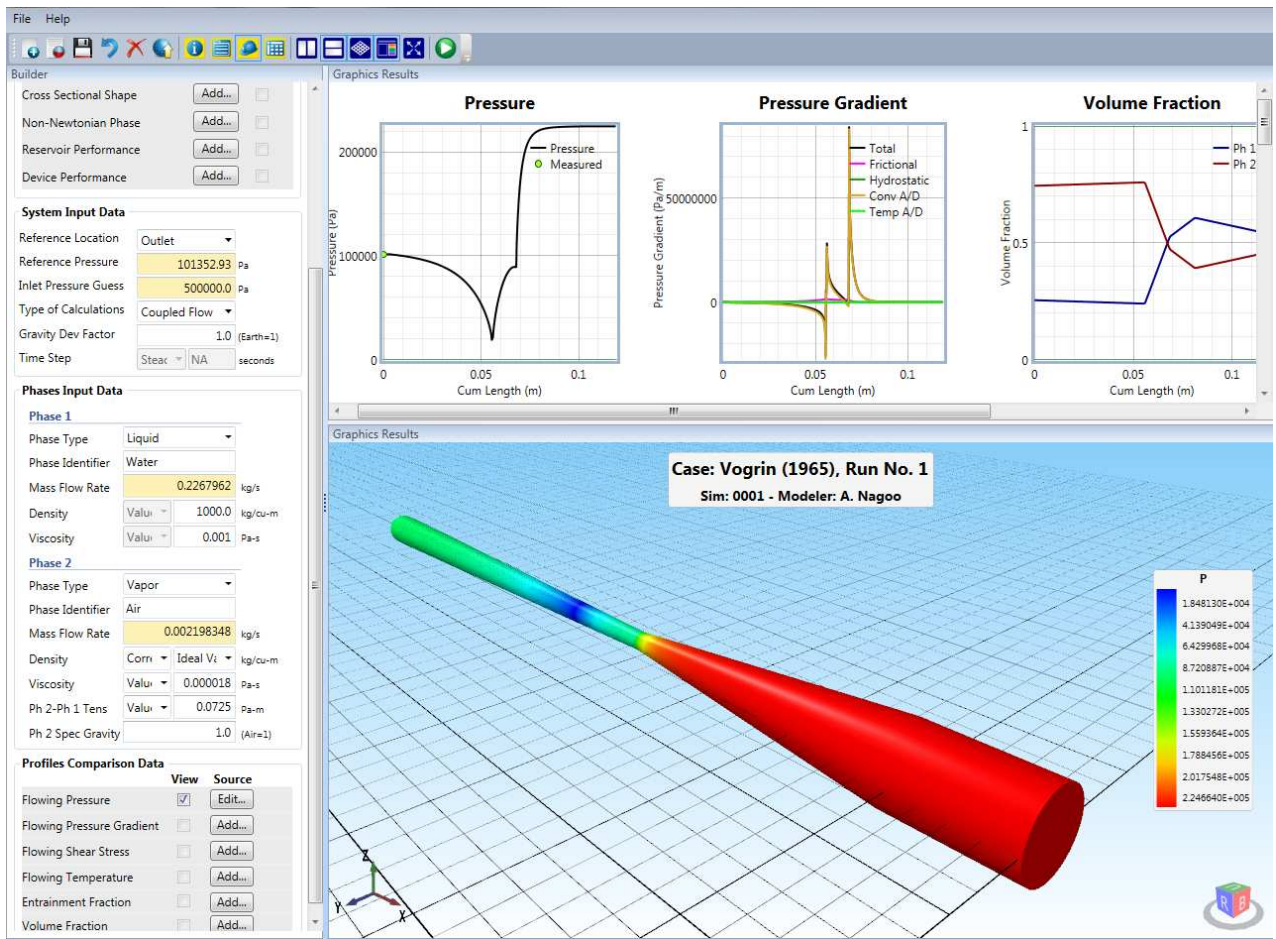 File Help
Builder
Cross Sectional Shape Add...
Non-Newtonian Phase Add...
Reservoir Performance Add...
Device Performance Add...
System Input Data
Reference Location Outlet
Reference Pressure 101352.93 Pa
Inlet Pressure Guess 500000.0 Pa
Type of Calculations Coupled Flow
Gravity Dev Factor 1.0 (Earth=1)
Time Step Steac NA seconds
Phases Input Data
Phase 1
Phase Type Liquid
Phase Identifier Water
Mass Flow Rate 0.2267962 kg/s
Density Valu 1000.0 kg/cu-m
Viscosity Valu 0.001 Pa-s
Phase 2
Phase Type Vapor
Phase Identifier Air
Mass Flow Rate 0.002198348 kg/s
Density Corr Ideal Va kg/cu-m
Viscosity Valu 0.000018 Pa-s
Ph 2-Ph 1 Tens Valu 0.0725 Pa-m
Ph 2 Spec Gravity 1.0 (Air=1)
Profiles Comparison Data
View Source
Flowing Pressure Edit...
Flowing Pressure Gradient Add...
Flowing Shear Stress Add...
Flowing Temperature Add...
Entrainment Fraction Add...
Volume Fraction Add...
Graphics Results
Pressure
Pressure (Pa)
200000
100000
0
Pressure
Measured
0 0.05 0.1
Cum Length (m)
Pressure Gradient
Pressure Gradient (Pa/m)
50000000
0
Total
Frictional
Hydrostatic
Conv A/D
Temp A/D
0 0.05 0.1
Cum Length (m)
Volume Fraction
Volume Fraction
1
0.5
0
Ph 1
Ph 2
0 0.05 0.1
Cum Length (m)
Graphics Results
Case: Vogrin (1965), Run No. 1
Sim: 0001 - Modeler: A. Nagoo
P
1.848130E+004
4.139049E+004
6.429968E+004
8.720887E+004
1.101181E+005
1.330272E+005
1.559364E+005
1.788456E+005
2.017548E+005
2.246640E+005
Z
Y
X
R B